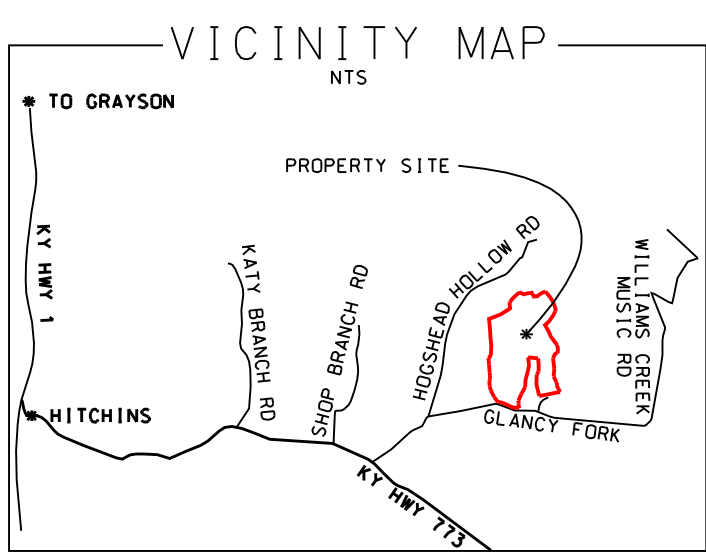 VICINITY MAP
NTS
TO GRAYSON
PROPERTY SITE
KY HWY 1
KATY BRANCH RD
SHOP BRANCH RD
HOGSHEAD HOLLOW RD
WILLIAMS CREEK
MUSIC RD
HITCHINS
GLANCY FORK
KY HWY 773